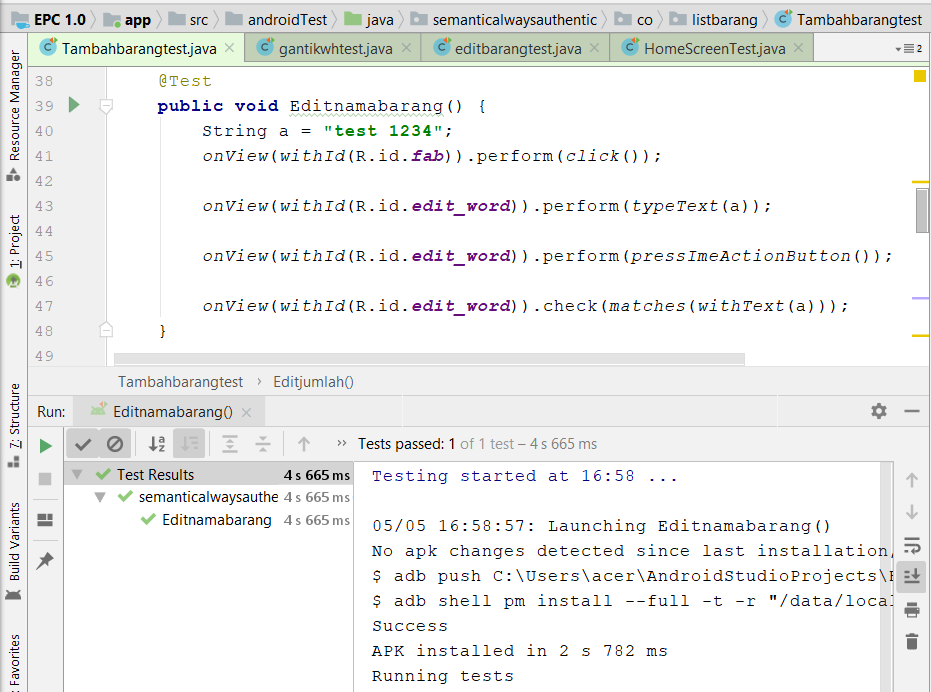 EPC 1.0 app src androidTest java semanticalwaysauthentic co listbarang Tambahbarangtest
Tambahbarangtest.java gantikwhtest.java editbarangtest.java HomeScreenTest.java 2
Resource Manager
1: Project
7: Structure
Build Variants
Favorites
38 @Test
39 public void Editnamabarang() {
40 String a = "test 1234";
41 onView(withId(R.id.fab)).perform(click());
42
43 onView(withId(R.id.edit_word)).perform(typeText(a));
44
45 onView(withId(R.id.edit_word)).perform(pressImeActionButton());
46
47 onView(withId(R.id.edit_word)).check(matches(withText(a)));
48 }
49
Tambahbarangtest › Editjumlah()
Run: Editnamabarang()
Tests passed: 1 of 1 test – 4 s 665 ms
Test Results 4 s 665 ms
semanticalwaysauthe 4 s 665 ms
Editnamabarang 4 s 665 ms
Testing started at 16:58 ...
05/05 16:58:57: Launching Editnamabarang()
No apk changes detected since last installation,
$ adb push C:\Users\acer\AndroidStudioProjects\E
$ adb shell pm install --full -t -r "/data/local
Success
APK installed in 2 s 782 ms
Running tests